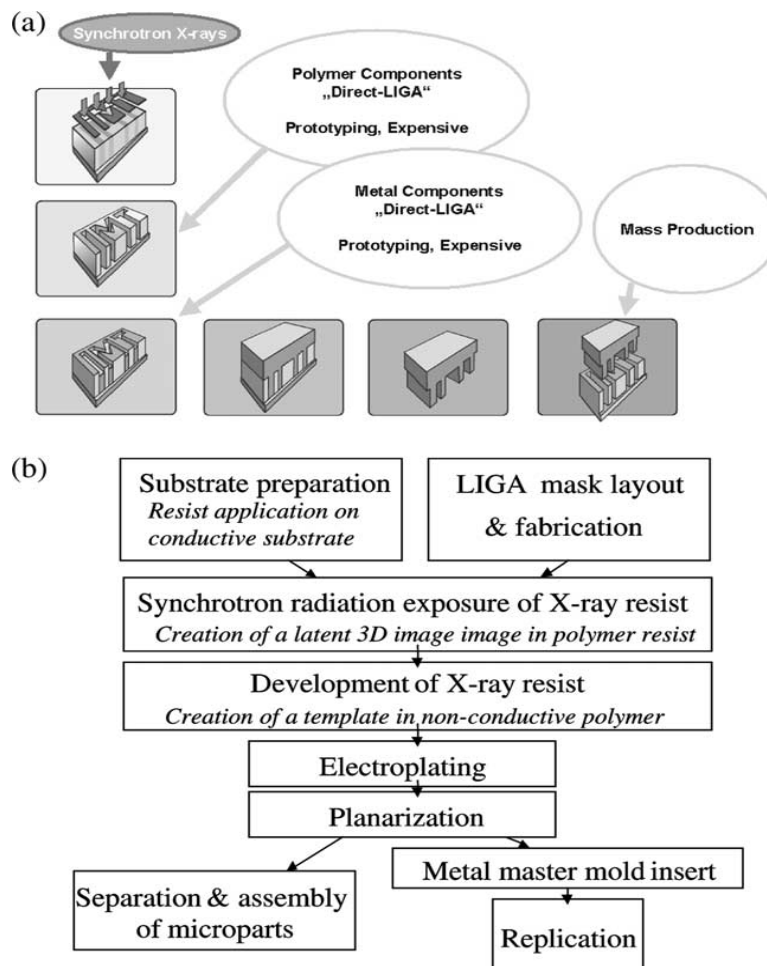 (a)
Synchrotron X-rays
Polymer Components
„Direct-LIGA“
Prototyping, Expensive
Metal Components
„Direct-LIGA“
Prototyping, Expensive
Mass Production
IMT
IMT
IMT
(b)
Substrate preparation
Resist application on
conductive substrate
LIGA mask layout
& fabrication
Synchrotron radiation exposure of X-ray resist
Creation of a latent 3D image image in polymer resist
Development of X-ray resist
Creation of a template in non-conductive polymer
Electroplating
Planarization
Separation & assembly
of microparts
Metal master mold insert
Replication